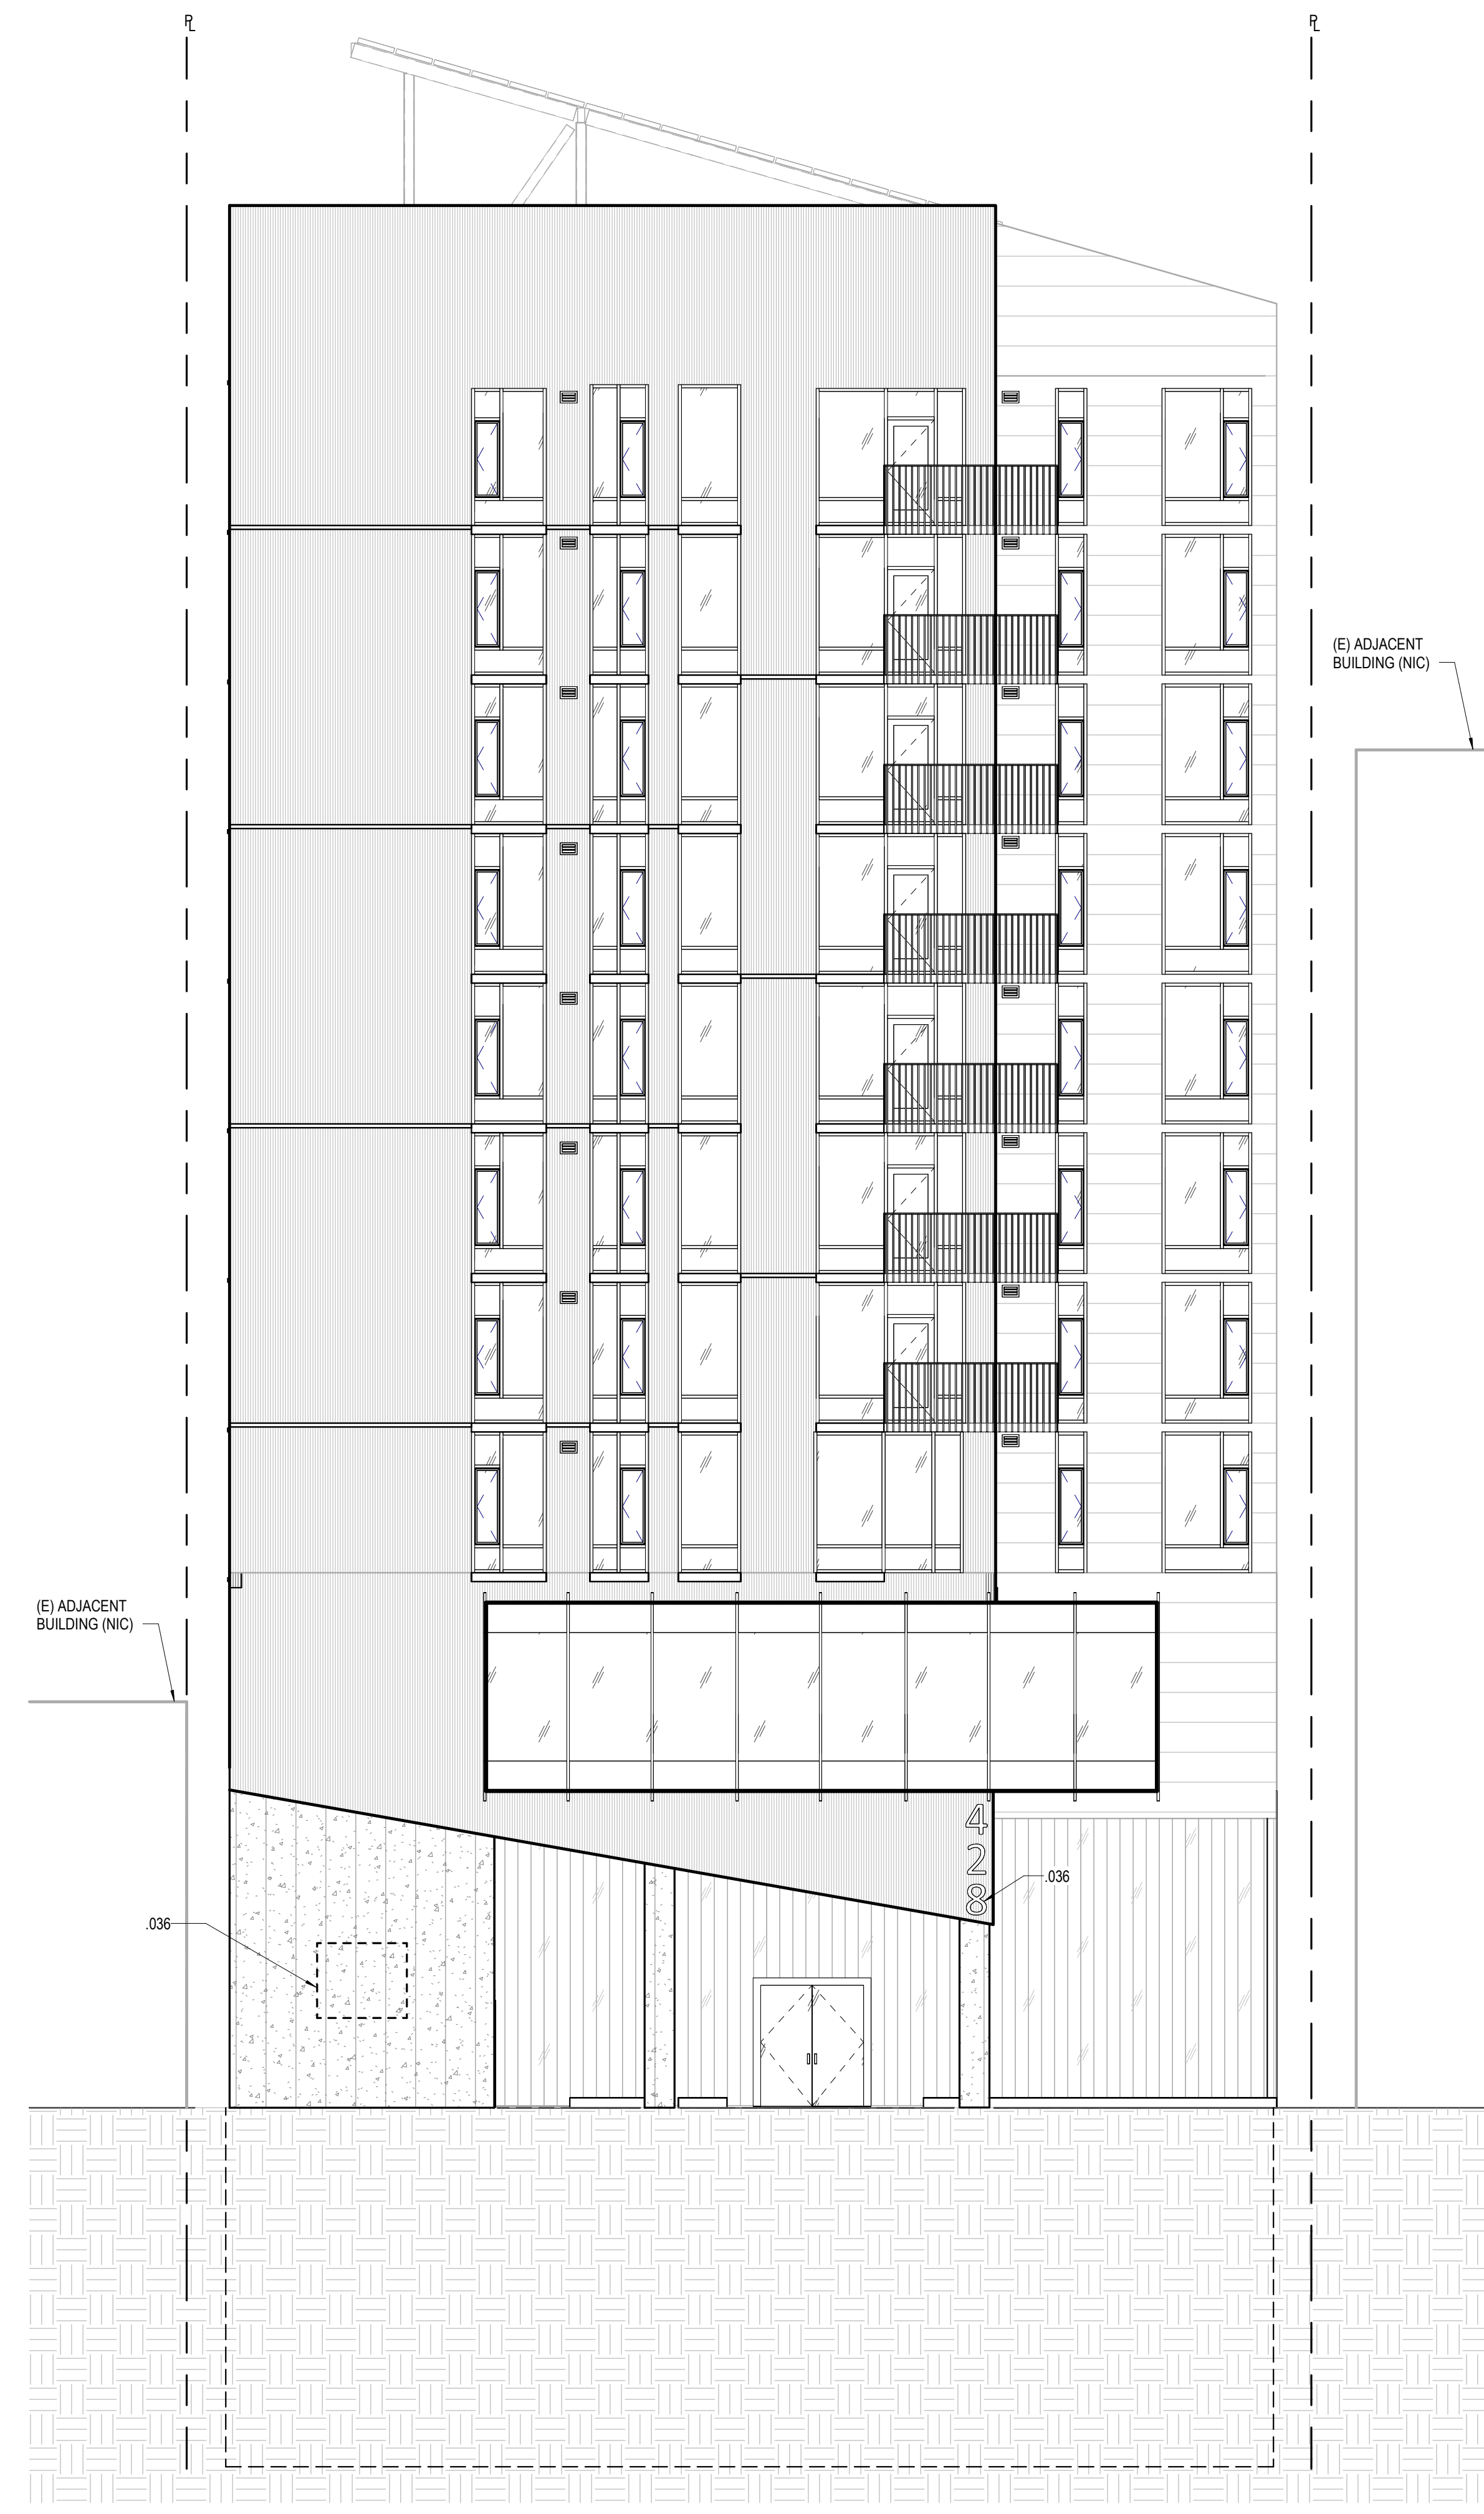 PL
PL
(E) ADJACENT
BUILDING (NIC)
(E) ADJACENT
BUILDING (NIC)
4
2
8
.036
.036